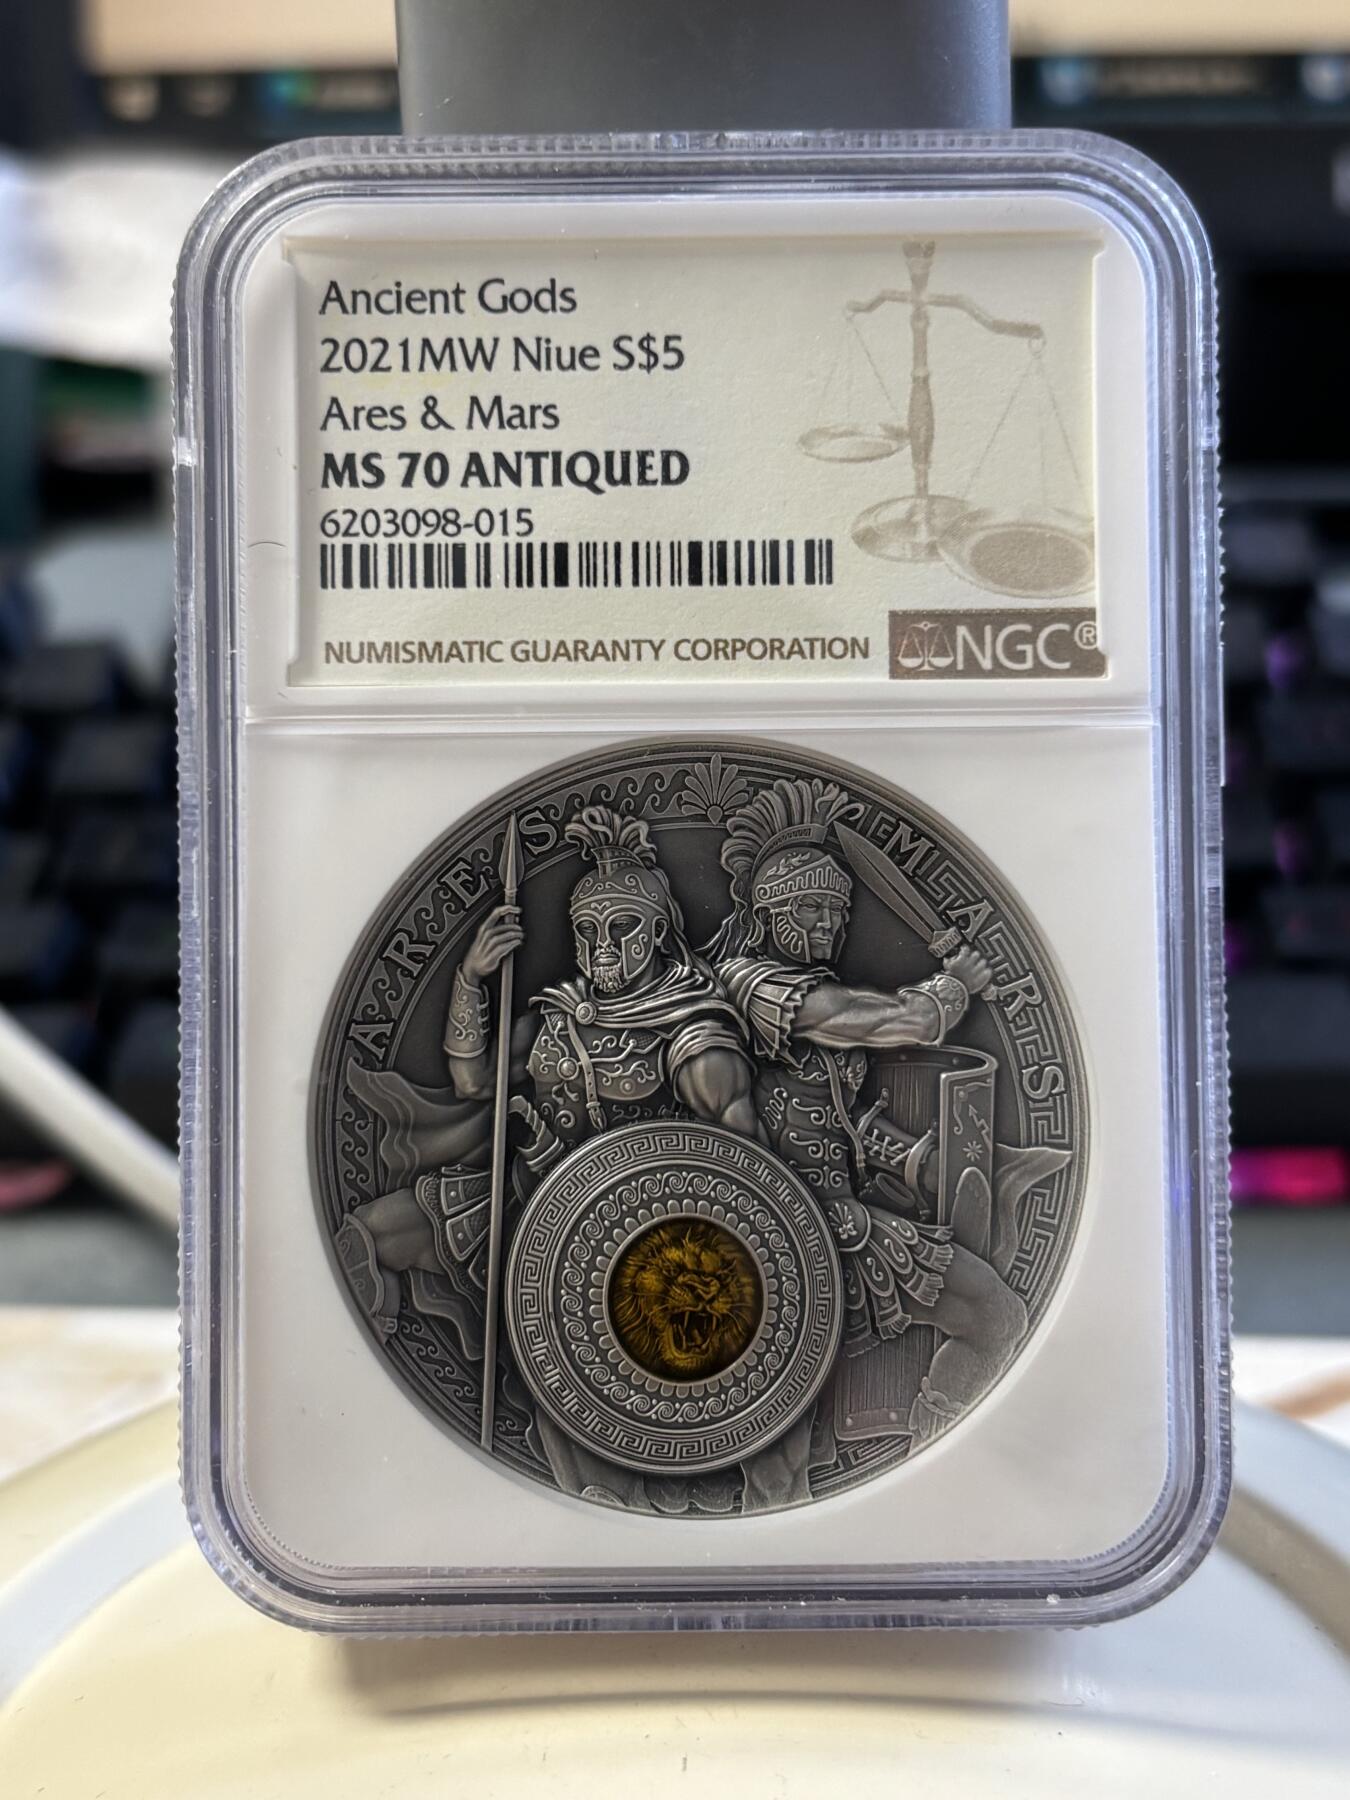 Ancient Gods
2021MW Niue S$5
Ares & Mars
MS 70 ANTIQUED
6203098-015
NUMISMATIC GUARANTY CORPORATION
NGC®
ARES
MARS